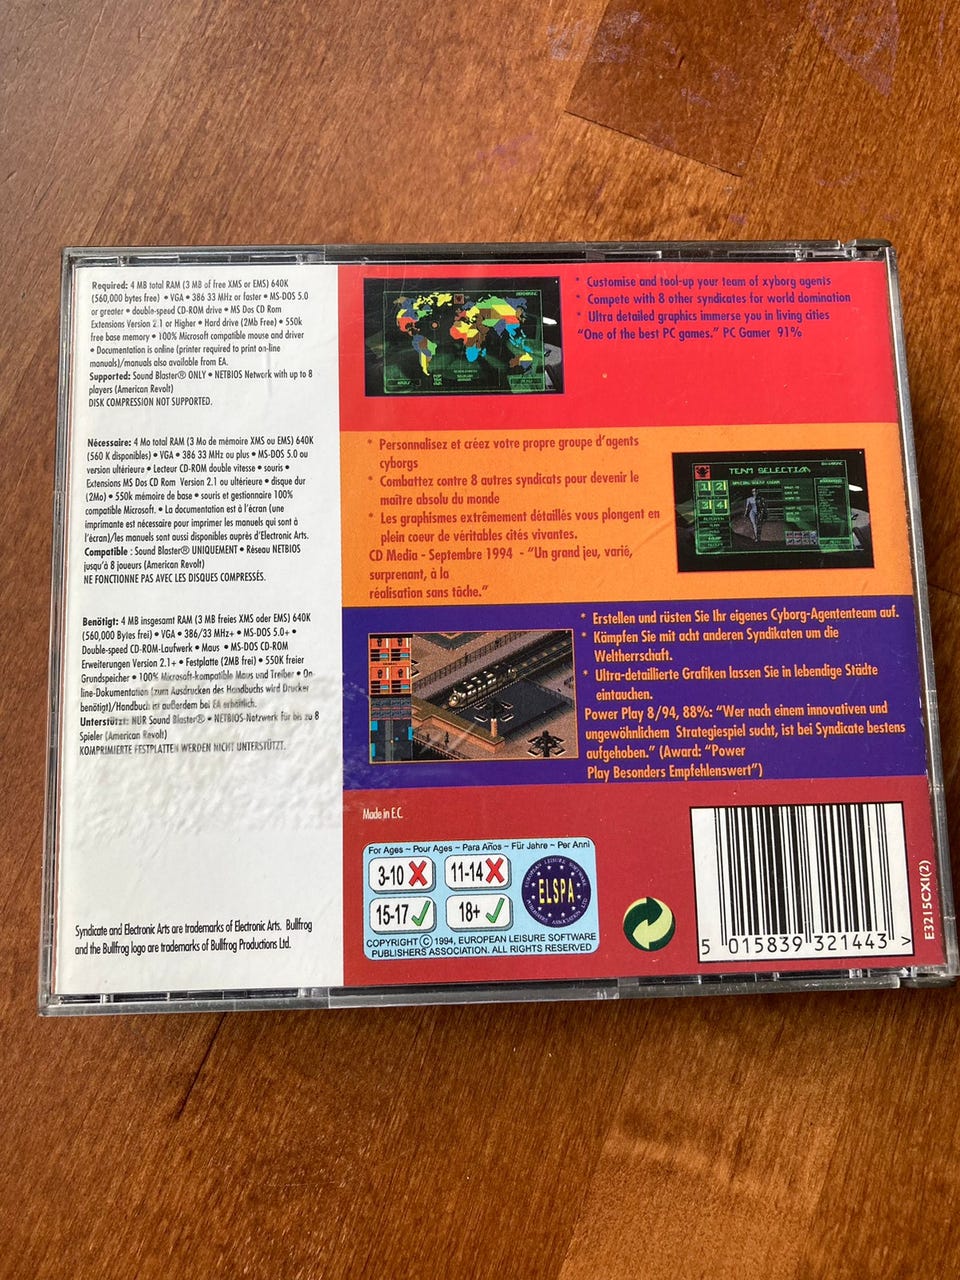 Required: 4 MB total RAM (3 MB of free XMS or EMS) 640K
(560,000 bytes free) • VGA • 386 33 MHz or faster • MS-DOS 5.0
or greater • double-speed CD-ROM drive • MS Dos CD Rom
Extensions Version 2.1 or Higher • Hard drive (2Mb Free) • 550k
free base memory • 100% Microsoft compatible mouse and driver
• Documentation is online (printer required to print on-line
manuals)/manuals also available from EA.
Supported: Sound Blaster® ONLY • NETBIOS Network with up to 8
players (American Revolt)
DISK COMPRESSION NOT SUPPORTED.
Nécessaire: 4 Mo total RAM (3 Mo de mémoire XMS ou EMS) 640K
(560 K disponibles) • VGA • 386 33 MHz ou plus • MS-DOS 5.0 ou
version ultérieure • Lecteur CD-ROM double vitesse • souris •
Extensions MS Dos CD Rom Version 2.1 ou ultérieure • disque dur
(2Mo) • 550k mémoire de base • souris et gestionnaire 100%
compatible Microsoft. • La documentation est à l'écran (une
imprimante est nécessaire pour imprimer les manuels qui sont à
l'écran)/les manuels sont aussi disponibles auprès d'Electronic Arts.
Compatible : Sound Blaster® UNIQUEMENT • Réseau NETBIOS
jusqu'à 8 joueurs (American Revolt)
NE FONCTIONNE PAS AVEC LES DISQUES COMPRESSÉS.
Benötigt: 4 MB insgesamt RAM (3 MB freies XMS oder EMS) 640K
(560,000 Bytes frei) • VGA • 386/33 MHz+ • MS-DOS 5.0+ •
Double-speed CD-ROM-Laufwerk • Maus • MS-DOS CD-ROM
Erweiterungen Version 2.1+ • Festplatte (2MB frei) • 550K freier
Grundspeicher • 100% Microsoft-kompatible Maus und Treiber • On
line-Dokumentation (zum Ausdrucken des Handbuchs wird Drucker
benötigt)/Handbuch ist außerdem bei EA erhältlich.
Unterstützt: NUR Sound Blaster® • NETBIOS-Netzwerk für bis zu 8
Spieler (American Revolt)
KOMPRIMIERTE FESTPLATTEN WERDEN NICHT UNTERSTÜTZT.
Syndicate and Electronic Arts are trademarks of Electronic Arts. Bullfrog
and the Bullfrog logo are trademarks of Bullfrog Productions Ltd.
* Customise and tool-up your team of xyborg agents
* Compete with 8 other syndicates for world domination
* Ultra detailed graphics immerse you in living cities
"One of the best PC games." PC Gamer 91%
* Personnalisez et créez votre propre groupe d'agents
cyborgs
* Combattez contre 8 autres syndicats pour devenir le
maître absolu du monde
* Les graphismes extrêmement détaillés vous plongent en
plein coeur de véritables cités vivantes.
CD Media - Septembre 1994 - "Un grand jeu, varié,
surprenant, à la
réalisation sans tâche."
TEAM SELECTION
1 2
3 4
* Erstellen und rüsten Sie Ihr eigenes Cyborg-Agententeam auf.
* Kämpfen Sie mit acht anderen Syndikaten um die
Weltherrschaft.
* Ultra-detaillierte Grafiken lassen Sie in lebendige Städte
eintauchen.
Power Play 8/94, 88%: "Wer nach einem innovativen und
ungewöhnlichem Strategiespiel sucht, ist bei Syndicate bestens
aufgehoben." (Award: "Power
Play Besonders Empfehlenswert")
Made in E.C.
For Ages ~ Pour Ages ~ Para Años ~ Für Jahre ~ Per Anni
3-10 11-14
15-17 18+
EUROPEAN LEISURE SOFTWARE PUBLISHERS ASSOCIATION LTD
ELSPA
COPYRIGHT © 1994, EUROPEAN LEISURE SOFTWARE
PUBLISHERS ASSOCIATION. ALL RIGHTS RESERVED
5 015839 321443 >
E3215CXI(2)